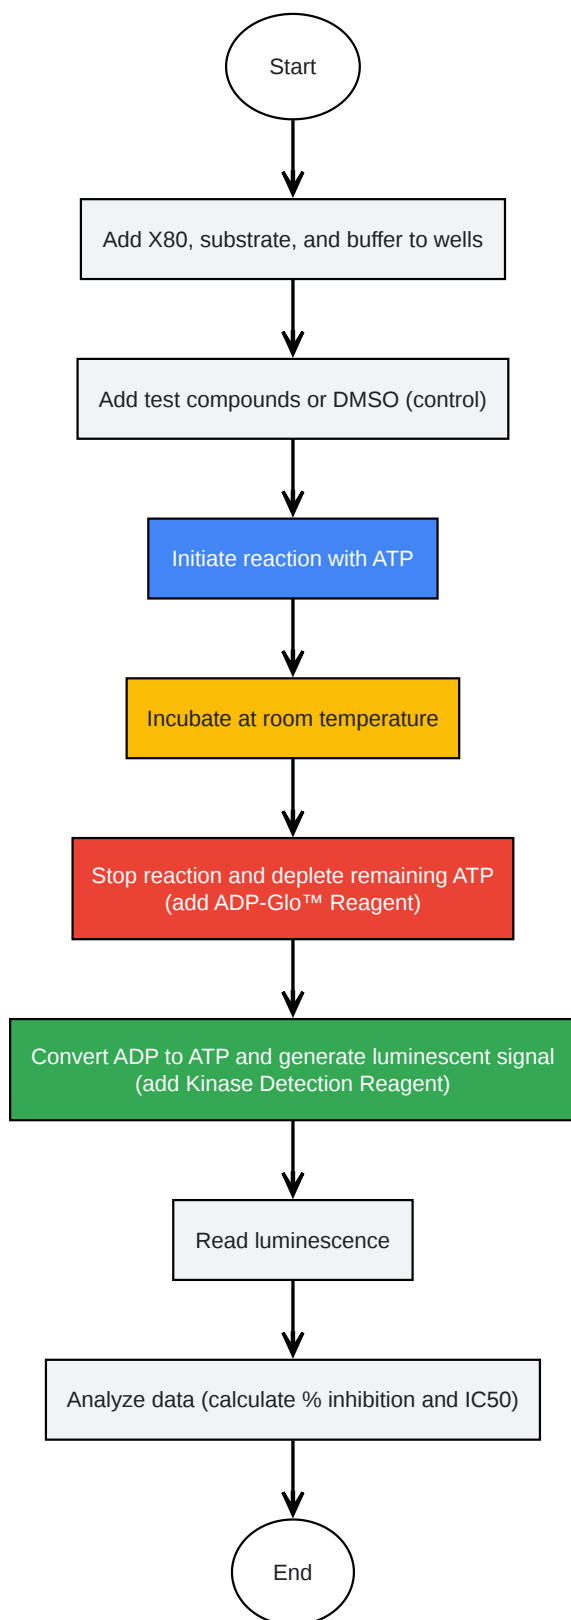 Start
Add X80, substrate, and buffer to wells
Add test compounds or DMSO (control)
Initiate reaction with ATP
Incubate at room temperature
Stop reaction and deplete remaining ATP
(add ADP-Glo™ Reagent)
Convert ADP to ATP and generate luminescent signal
(add Kinase Detection Reagent)
Read luminescence
Analyze data (calculate % inhibition and IC50)
End